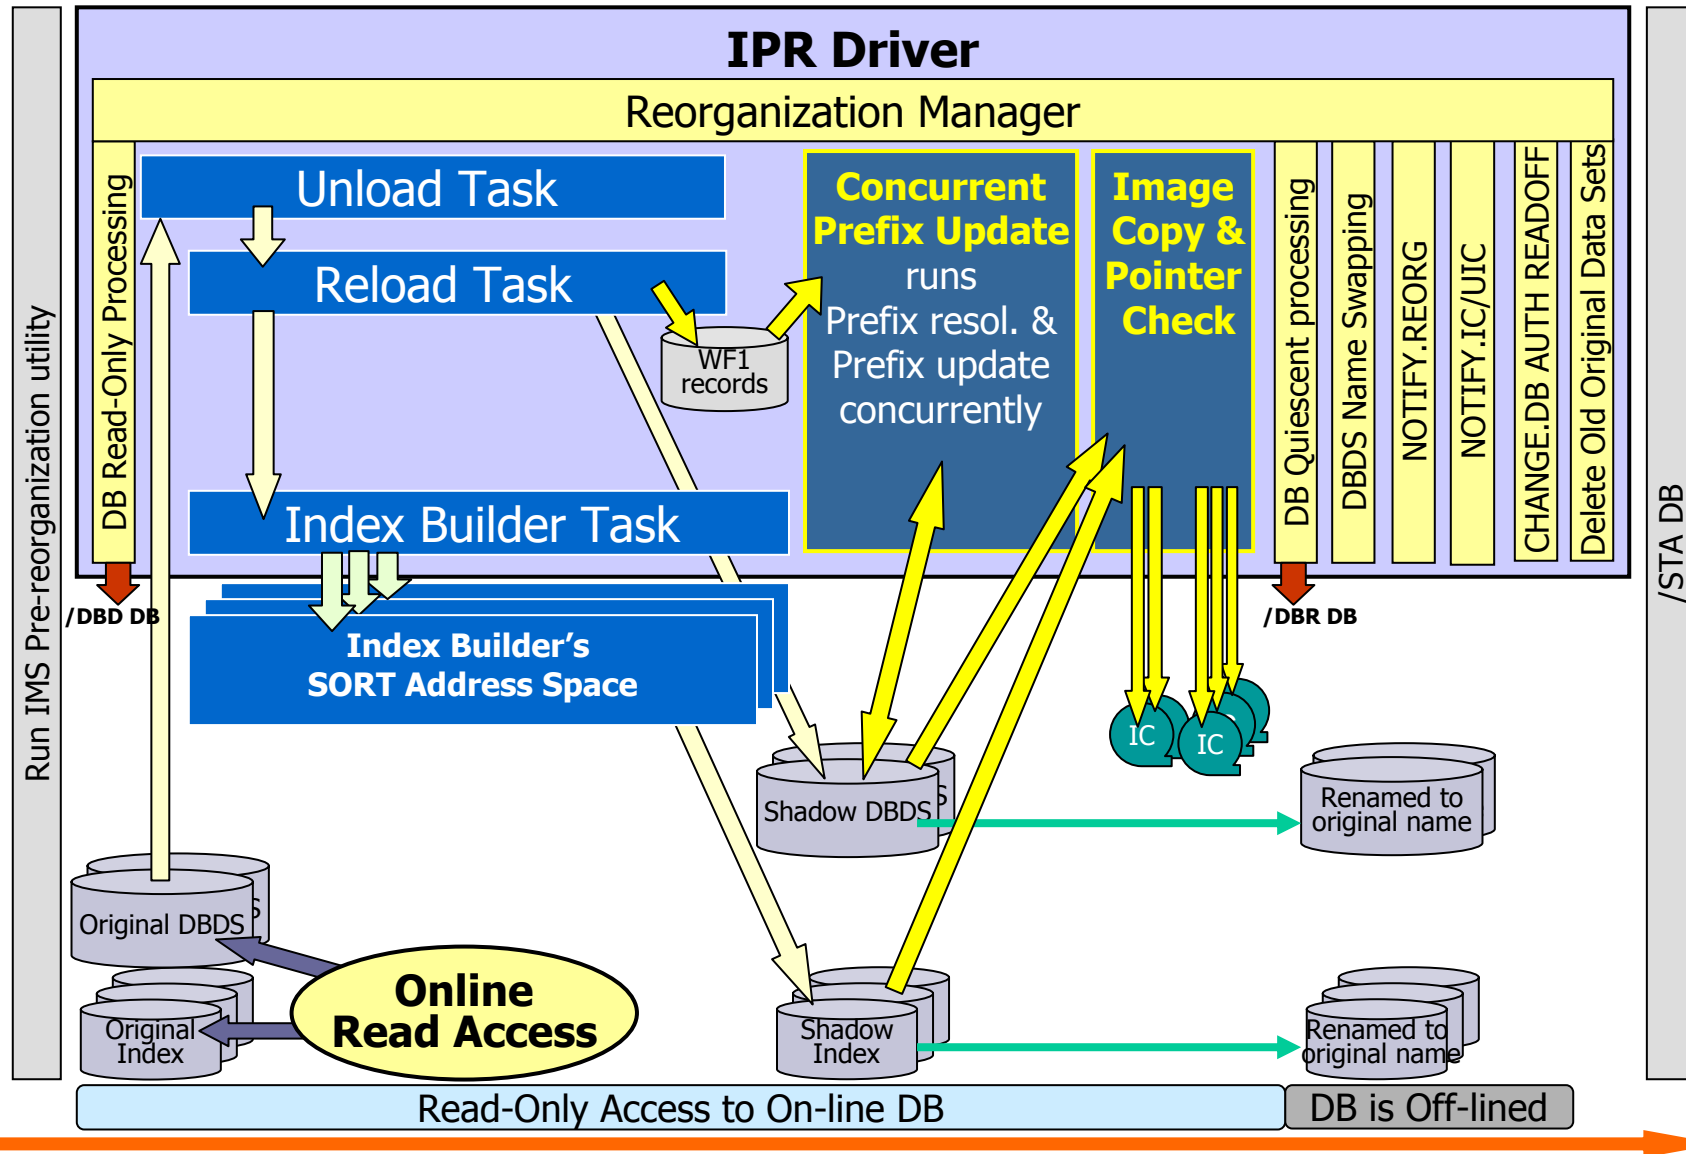 IPR Driver
Reorganization Manager
Run IMS Pre-reorganization utility
DB Read-Only Processing
/DBD DB
Unload Task
Reload Task
WF1
records
Index Builder Task
Index Builder’s
SORT Address Space
Concurrent
Prefix Update
runs
Prefix resol. &
Prefix update
concurrently
Image
Copy &
Pointer
Check
DB Quiescent processing
/DBR DB
DBDS Name Swapping
NOTIFY.REORG
NOTIFY.IC/UIC
CHANGE.DB AUTH READOFF
Delete Old Original Data Sets
/STA DB
IC
IC
Shadow DBDS
S
Renamed to
original name
Original DBDS
S
Online
Read Access
Original
Index
Shadow
Index
Renamed to
original name
Read-Only Access to On-line DB
DB is Off-lined